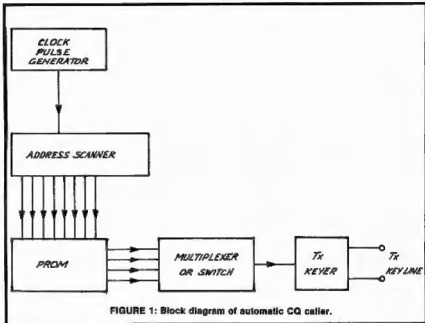 CLOCK
PULSE
GENERATOR
ADDRESS SCANNER
PROM
MULTIPLEXER
OR SWITCH
Tx
KEYER
Tx
KEY LINE
FIGURE 1: Block diagram of automatic CQ caller.